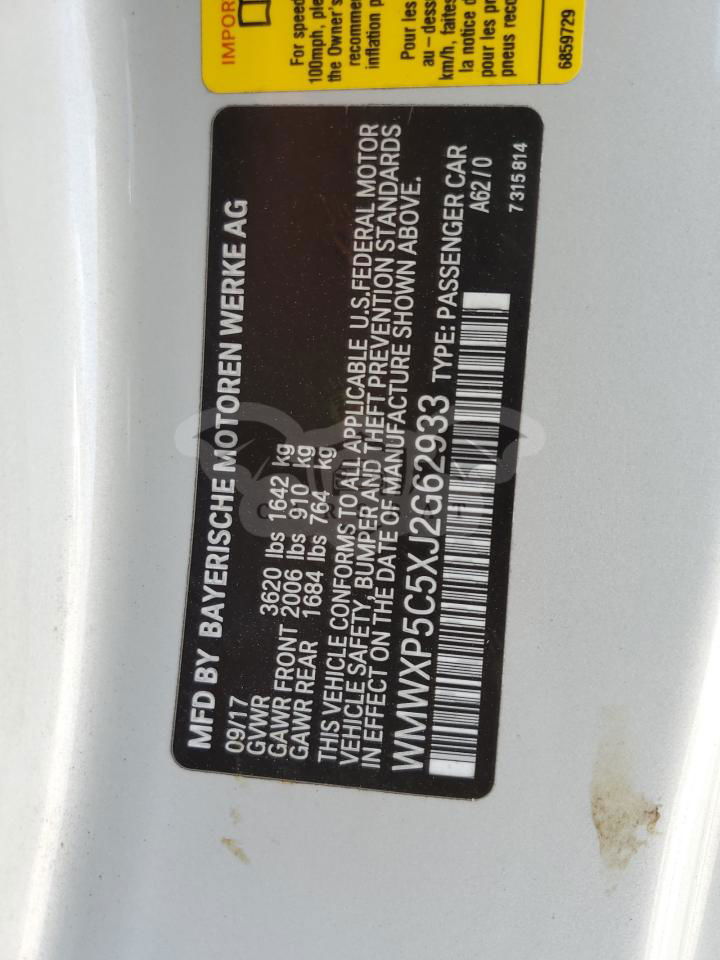 IMPOR
For speed
100mph, ple
the Owner's
recommen
inflation p
Pour les
au-dess
km/h, faites
la notice d
pour les pr
pneus reco
6859729
MFD BY BAYERISCHE MOTOREN WERKE AG
09/17
GVWR 3620 lbs 1642 kg
GAWR FRONT 2006 lbs 910 kg
GAWR REAR 1684 lbs 764 kg
THIS VEHICLE CONFORMS TO ALL APPLICABLE U.S.FEDERAL MOTOR
VEHICLE SAFETY, BUMPER AND THEFT PREVENTION STANDARDS
IN EFFECT ON THE DATE OF MANUFACTURE SHOWN ABOVE.
WMWXP5C5XJ2G62933 TYPE: PASSENGER CAR
A62/0
7 315 814